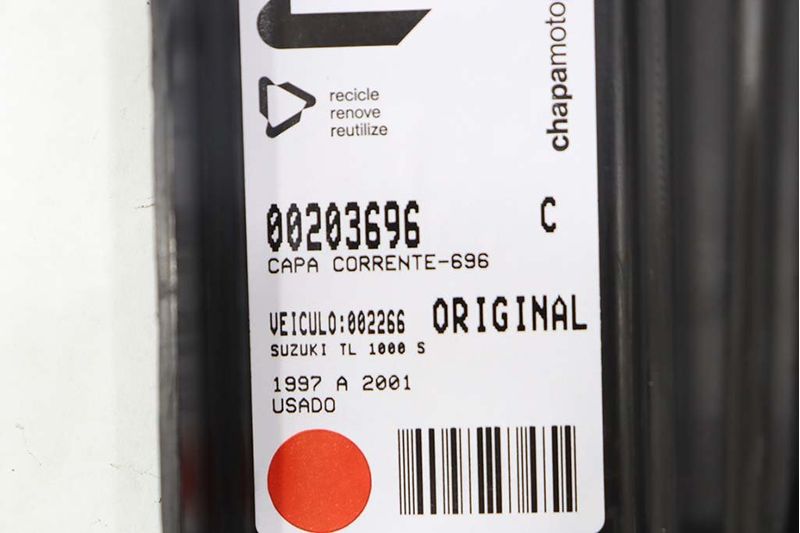 chapamoto
recicle
renove
reutilize
00203696
C
CAPA CORRENTE-696
VEICULO:002266
ORIGINAL
SUZUKI TL 1000 S
1997 A 2001
USADO